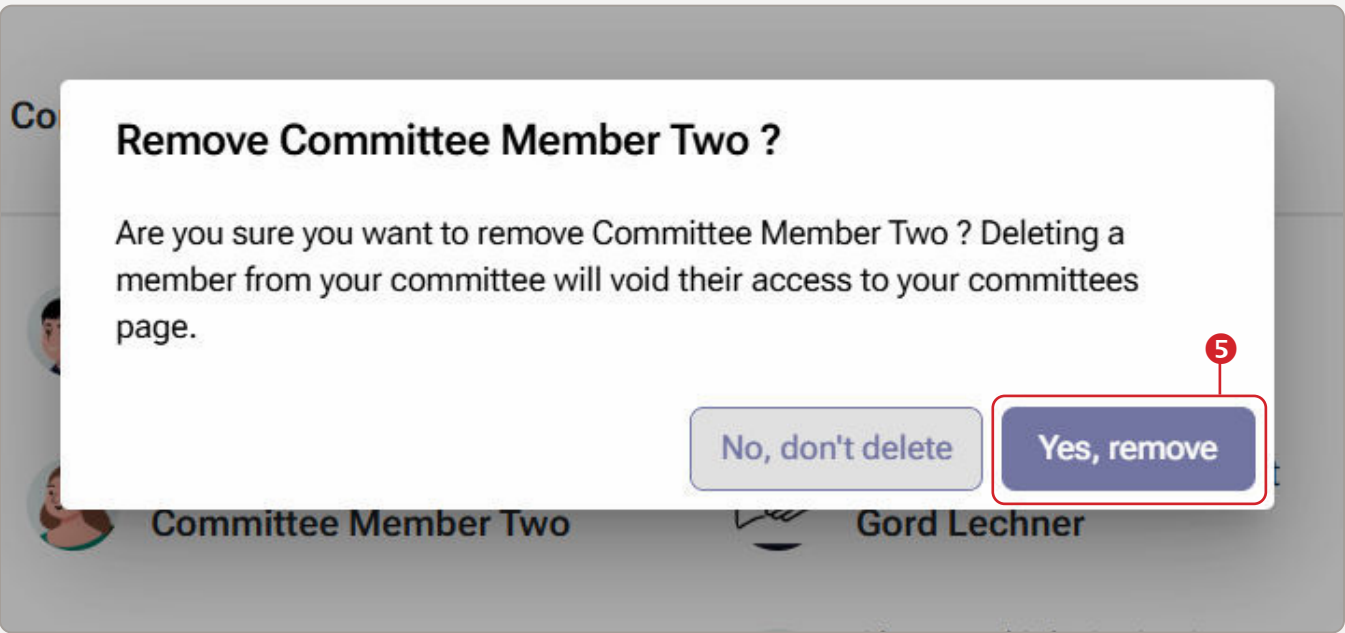 Co
Remove Committee Member Two ?
Are you sure you want to remove Committee Member Two ? Deleting a
member from your committee will void their access to your committees
page.
5
No, don't delete
Yes, remove
t
Committee Member Two
Gord Lechner